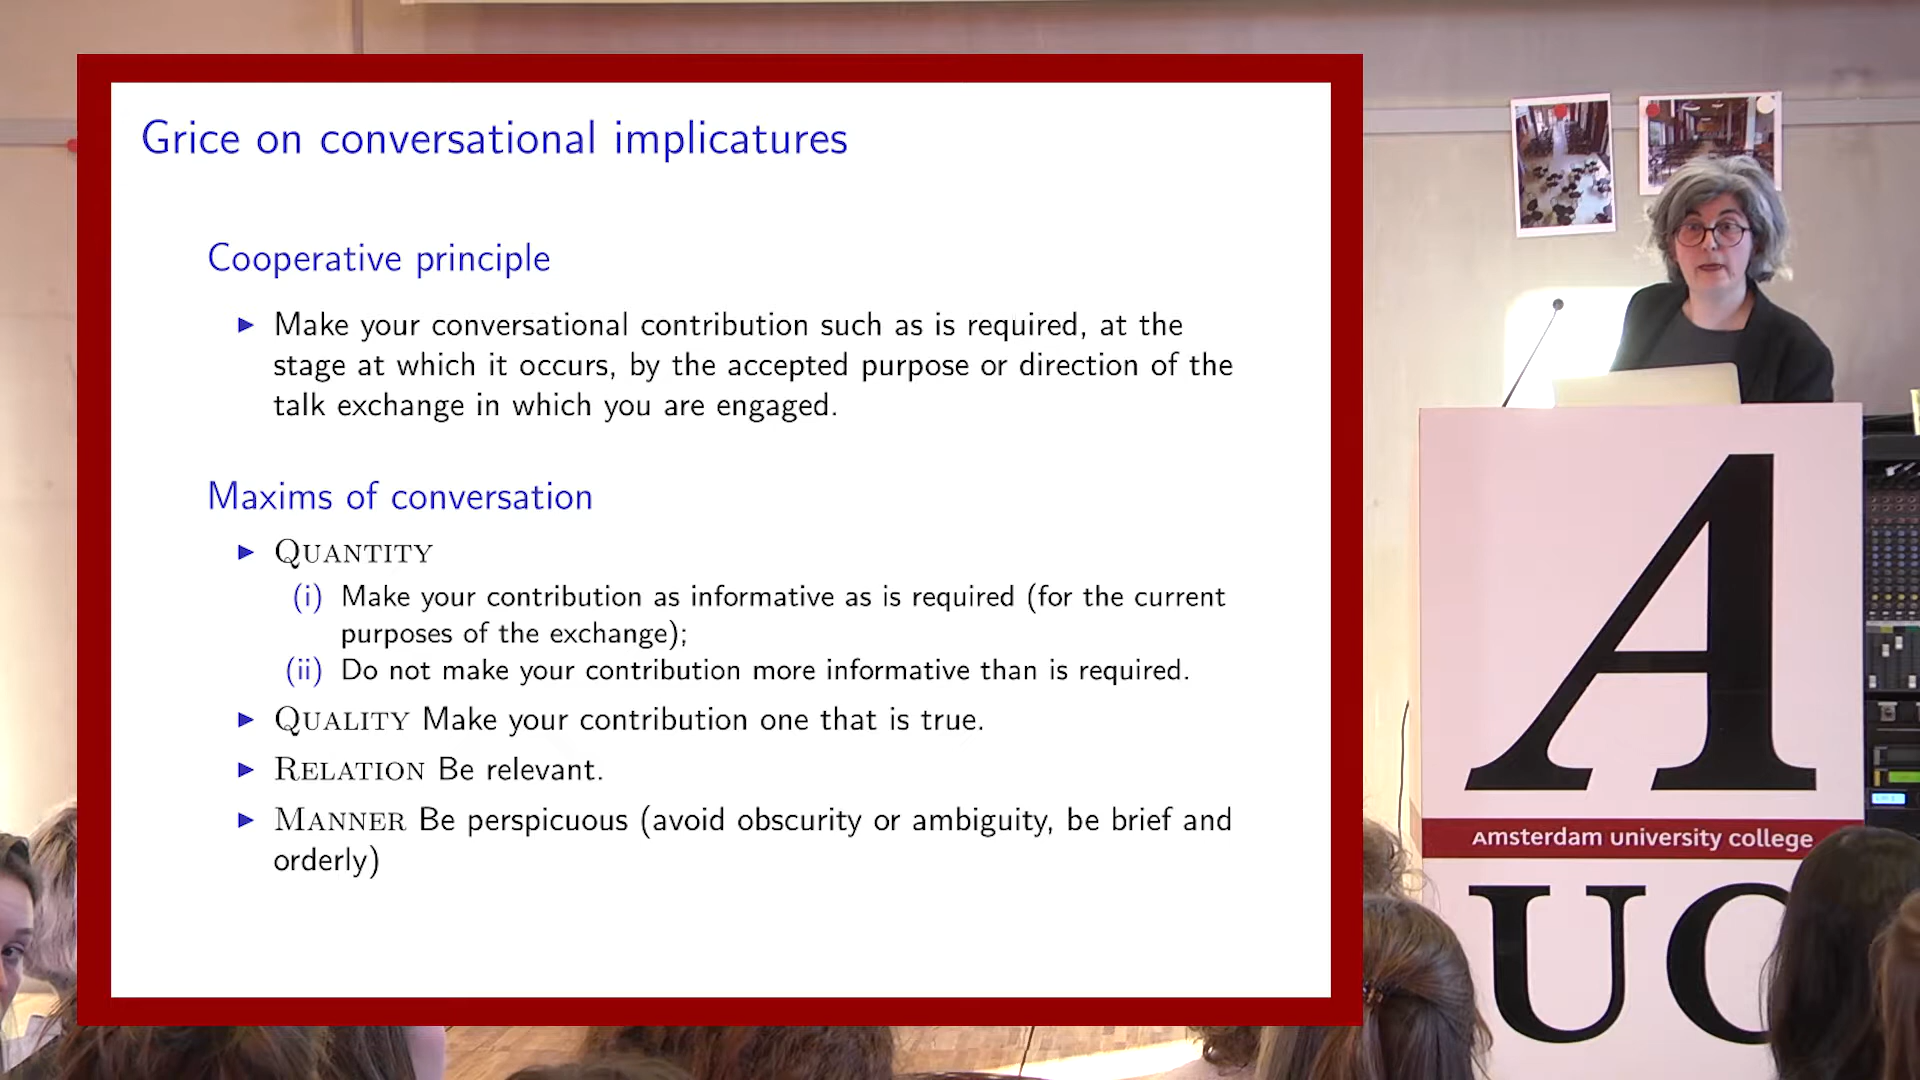 Grice on conversational implicatures
Cooperative principle
▶ Make your conversational contribution such as is required, at the
stage at which it occurs, by the accepted purpose or direction of the
talk exchange in which you are engaged.
Maxims of conversation
▶ QUANTITY
(i) Make your contribution as informative as is required (for the current
purposes of the exchange);
(ii) Do not make your contribution more informative than is required.
▶ QUALITY Make your contribution one that is true.
▶ RELATION Be relevant.
▶ MANNER Be perspicuous (avoid obscurity or ambiguity, be brief and
orderly)
A
Amsterdam university college
UC